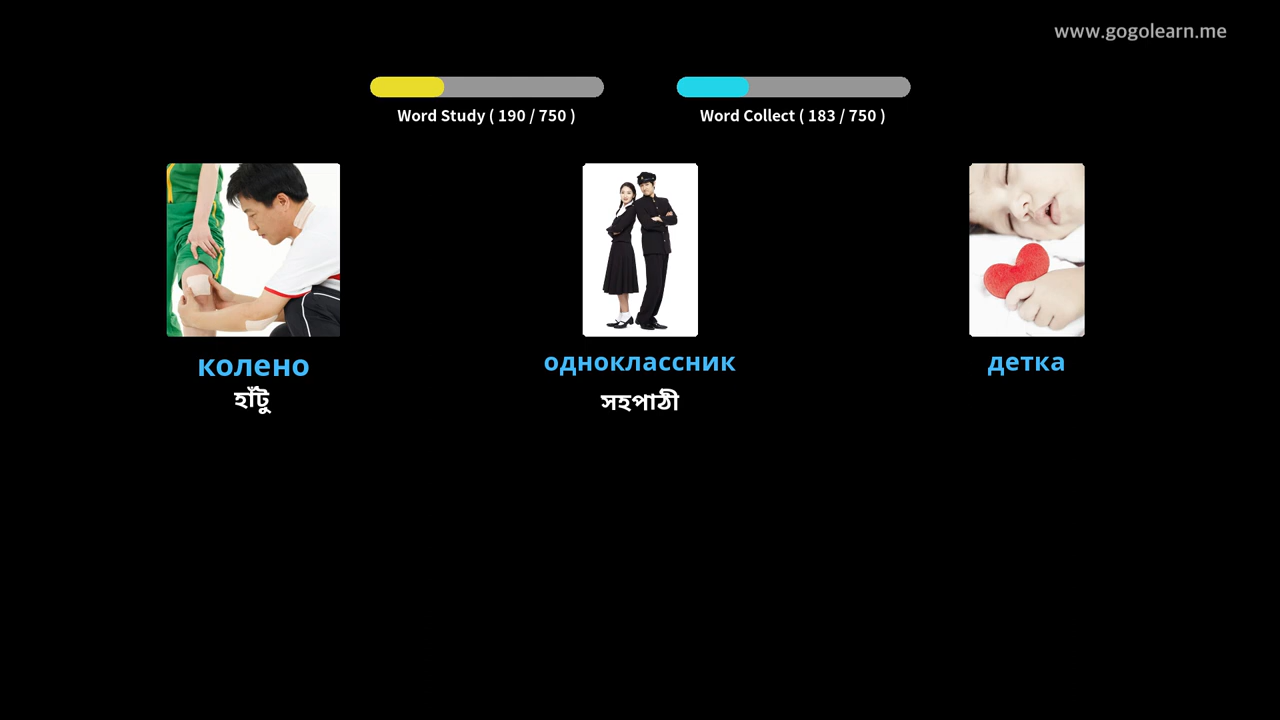 www.gogolearn.me
Word Study ( 190 / 750 )
Word Collect ( 183 / 750 )
колено
одноклассник
детка
হাঁটু
সহপাঠী